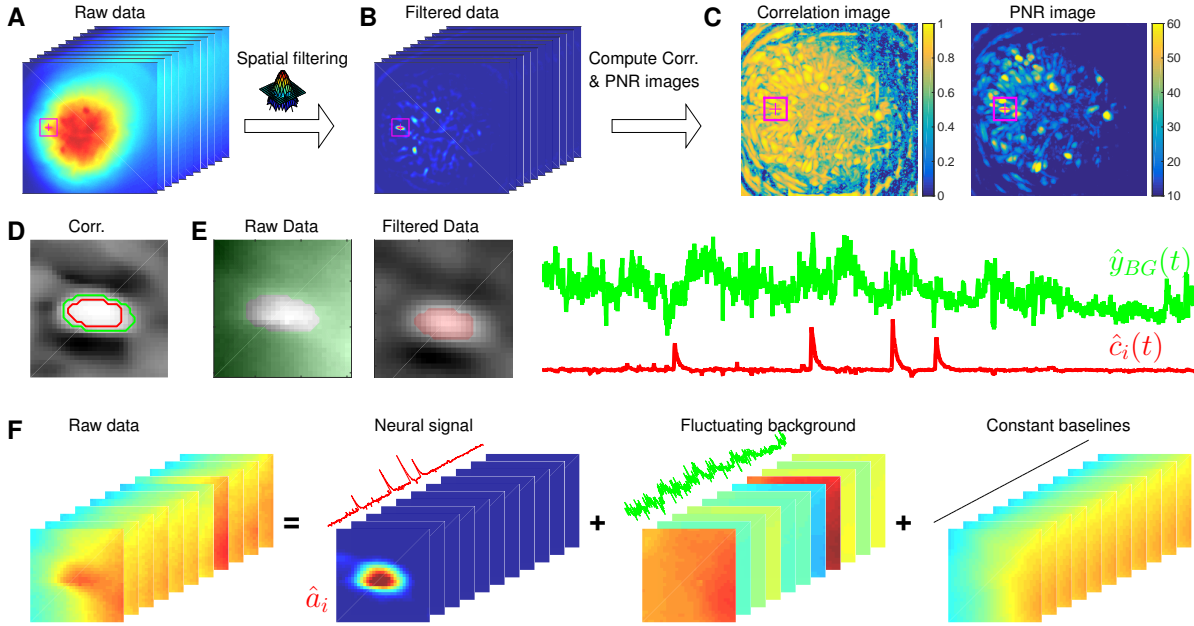 A
Raw data
Spatial filtering
B
Filtered data
Compute Corr.
& PNR images
C
Correlation image
1
0.8
0.6
0.4
0.2
0
PNR image
60
50
40
30
20
10
D
Corr.
E
Raw Data
Filtered Data
ŷ_BG(t)
ĉ_i(t)
F
Raw data
=
Neural signal
â_i
+
Fluctuating background
+
Constant baselines